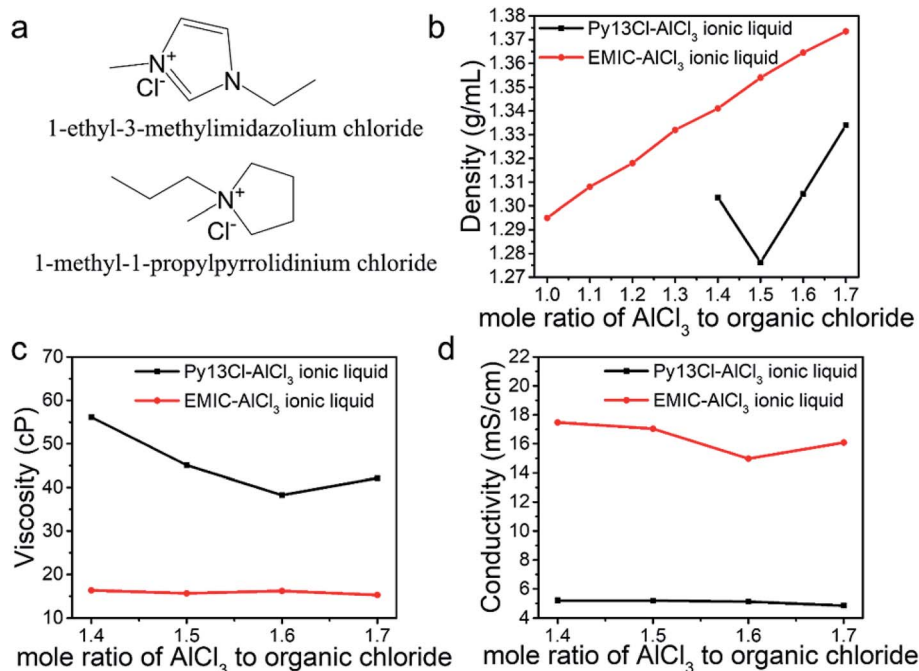 a
N+
Cl-
N
1-ethyl-3-methylimidazolium chloride
N+
Cl-
1-methyl-1-propylpyrrolidinium chloride
b
Py13Cl-AlCl3 ionic liquid
EMIC-AlCl3 ionic liquid
Density (g/mL)
1.38
1.37
1.36
1.34
1.33
1.32
1.30
1.29
1.28
1.27
1.0 1.1 1.2 1.3 1.4 1.5 1.6 1.7
mole ratio of AlCl3 to organic chloride
c
Py13Cl-AlCl3 ionic liquid
EMIC-AlCl3 ionic liquid
Viscosity (cP)
70
60
50
40
30
20
10
1.4 1.5 1.6 1.7
mole ratio of AlCl3 to organic chloride
d
Py13Cl-AlCl3 ionic liquid
EMIC-AlCl3 ionic liquid
Conductivity (mS/cm)
22
20
18
16
14
12
10
8
6
4
1.4 1.5 1.6 1.7
mole ratio of AlCl3 to organic chloride